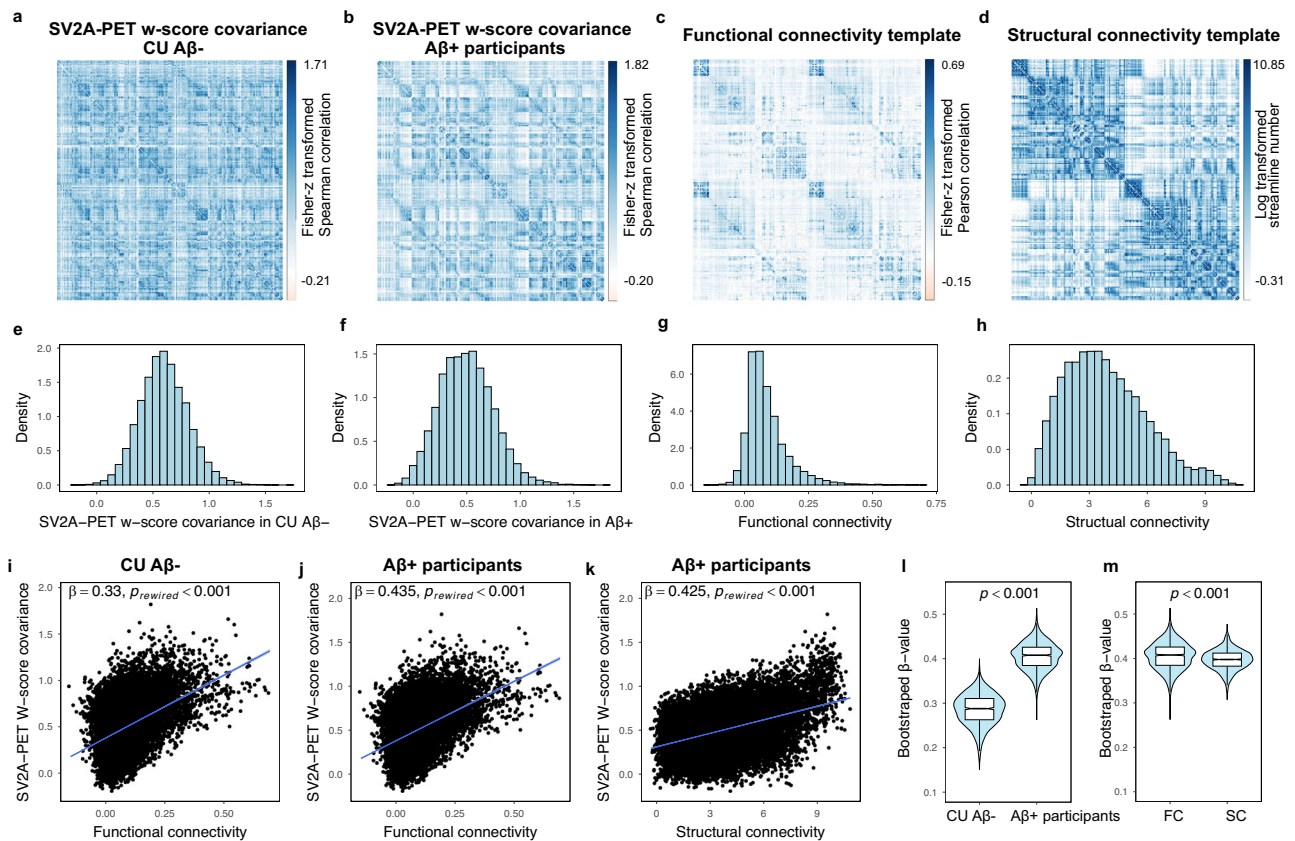 a
SV2A-PET w-score covariance
CU Aβ-
1.71
-0.21
Fisher-z transformed
Spearman correlation
b
SV2A-PET w-score covariance
Aβ+ participants
1.82
-0.20
Fisher-z transformed
Spearman correlation
c
Functional connectivity template
0.69
-0.15
Fisher-z transformed
Pearson correlation
d
Structural connectivity template
10.85
-0.31
Log transformed
streamline number
e
Density
2.0
1.5
1.0
0.5
0.0
0.0 0.5 1.0 1.5
SV2A−PET w−score covariance in CU Aβ−
f
Density
1.5
1.0
0.5
0.0
0.0 0.5 1.0 1.5
SV2A−PET w−score covariance in Aβ+
g
Density
6.0
4.0
2.0
0.0
0.00 0.25 0.50 0.75
Functional connectivity
h
Density
0.2
0.1
0.0
0.0
0 3 6 9
Structual connectivity
i
CU Aβ-
β = 0.33, p rewired < 0.001
SV2A−PET W−score covariance
2.0
1.5
1.0
0.5
0.0
0.00 0.25 0.50
Functional connectivity
j
Aβ+ participants
β = 0.435, p rewired < 0.001
SV2A−PET W−score covariance
2.0
1.5
1.0
0.5
0.0
0.00 0.25 0.50
Functional connectivity
k
Aβ+ participants
β = 0.425, p rewired < 0.001
SV2A−PET W−score covariance
2.0
1.5
1.0
0.5
0.0
0 3 6 9
Structural connectivity
l
p < 0.001
Bootstraped β−value
0.5
0.4
0.3
0.2
0.1
CU Aβ- Aβ+ participants
m
p < 0.001
Bootstraped β−value
0.5
0.4
0.3
0.2
0.1
FC SC